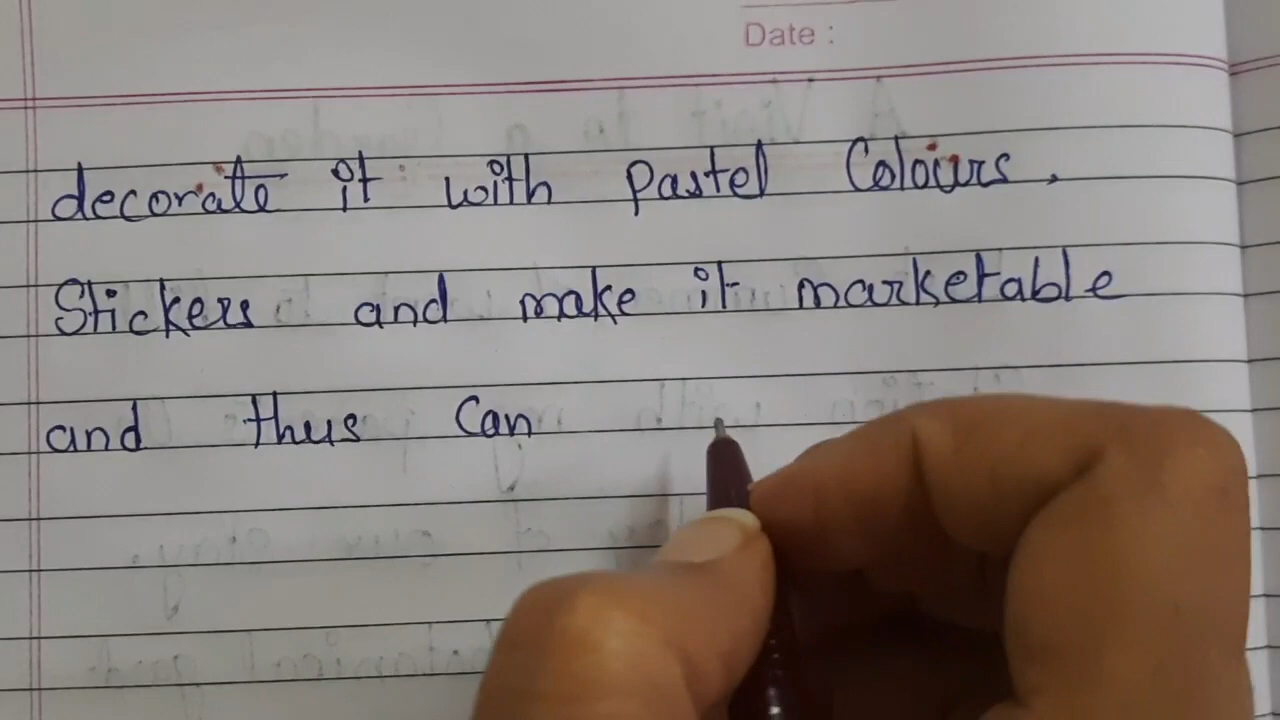 Date :
decorate it with Pastel Colours,
Stickers and make it marketable
and thus Can